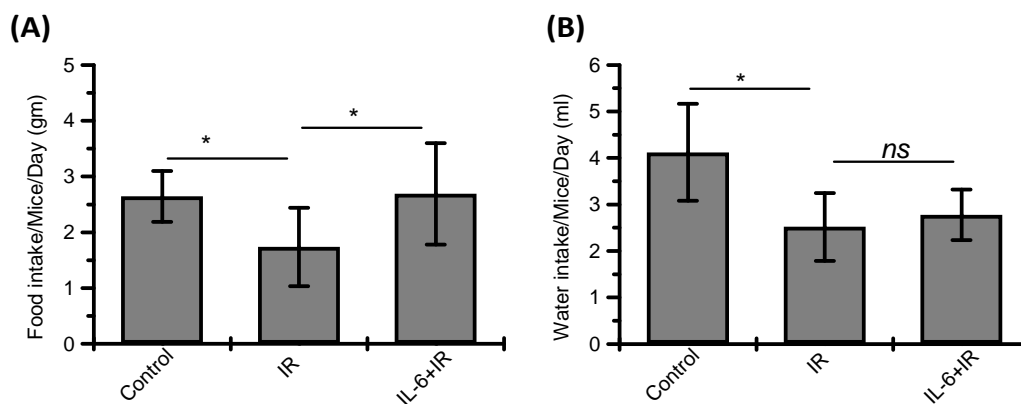 (A)
Food intake/Mice/Day (gm)
5
4
3
2
1
0
*
*
Control
IR
IL-6+IR
(B)
Water intake/Mice/Day (ml)
6
5
4
3
2
1
0
*
ns
Control
IR
IL-6+IR